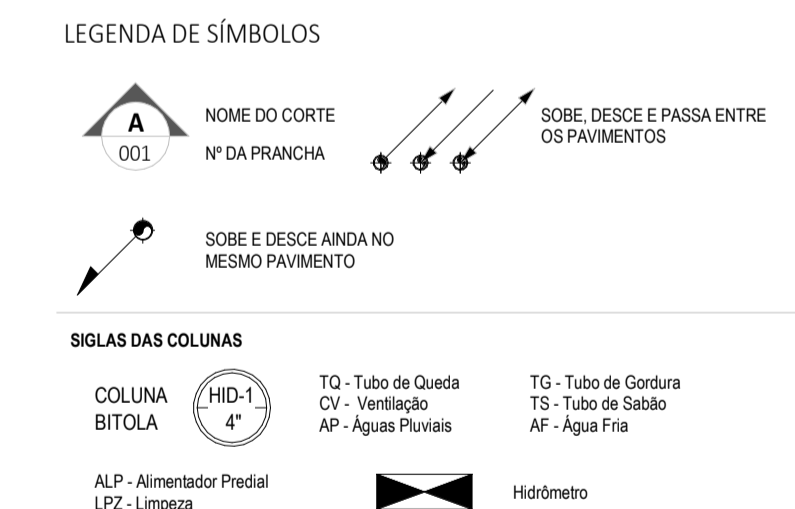 LEGENDA DE SÍMBOLOS
A
001
NOME DO CORTE
Nº DA PRANCHA
SOBE, DESCE E PASSA ENTRE
OS PAVIMENTOS
SOBE E DESCE AINDA NO
MESMO PAVIMENTO
SIGLAS DAS COLUNAS
COLUNA
BITOLA
HID-1
4"
TQ - Tubo de Queda
CV - Ventilação
AP - Águas Pluviais
TG - Tubo de Gordura
TS - Tubo de Sabão
AF - Água Fria
ALP - Alimentador Predial
LPZ - Limpeza
Hidrômetro